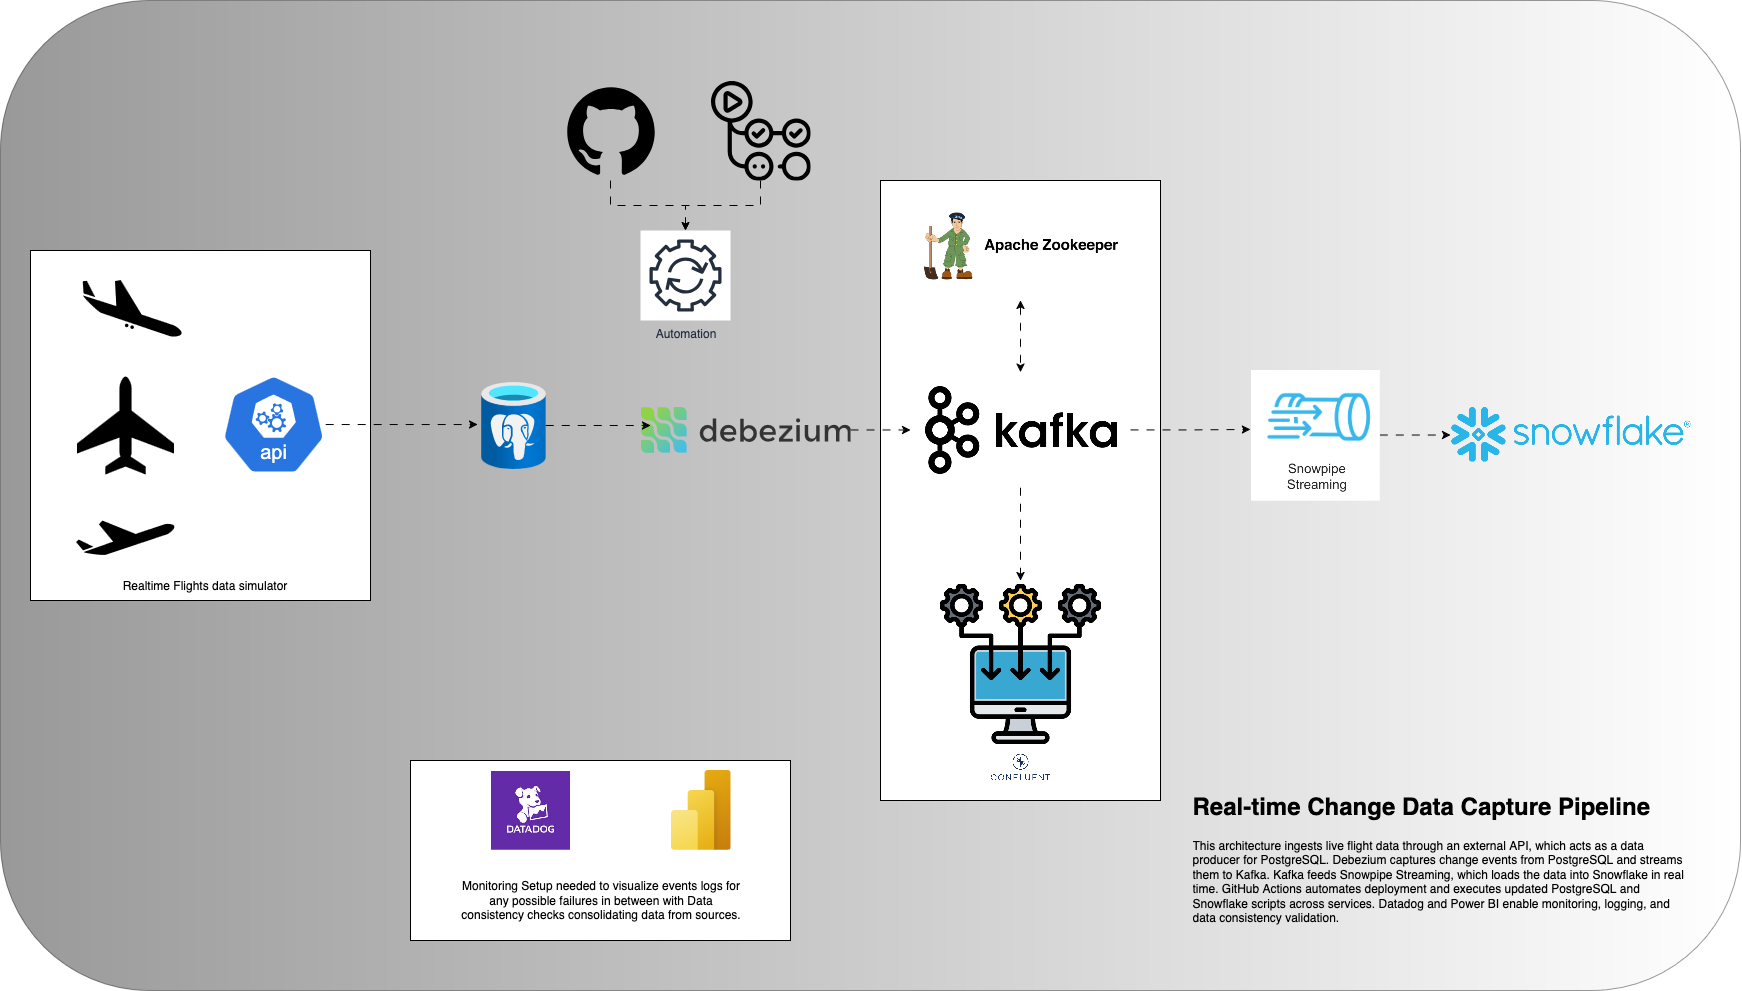 Automation
Apache Zookeeper
api
debezium
kafka
Snowpipe
Streaming
snowflake®
Realtime Flights data simulator
CONFLUENT
DATADOG
Monitoring Setup needed to visualize events logs for
any possible failures in between with Data
consistency checks consolidating data from sources.
Real-time Change Data Capture Pipeline
This architecture ingests live flight data through an external API, which acts as a data
producer for PostgreSQL. Debezium captures change events from PostgreSQL and streams
them to Kafka. Kafka feeds Snowpipe Streaming, which loads the data into Snowflake in real
time. GitHub Actions automates deployment and executes updated PostgreSQL and
Snowflake scripts across services. Datadog and Power BI enable monitoring, logging, and
data consistency validation.